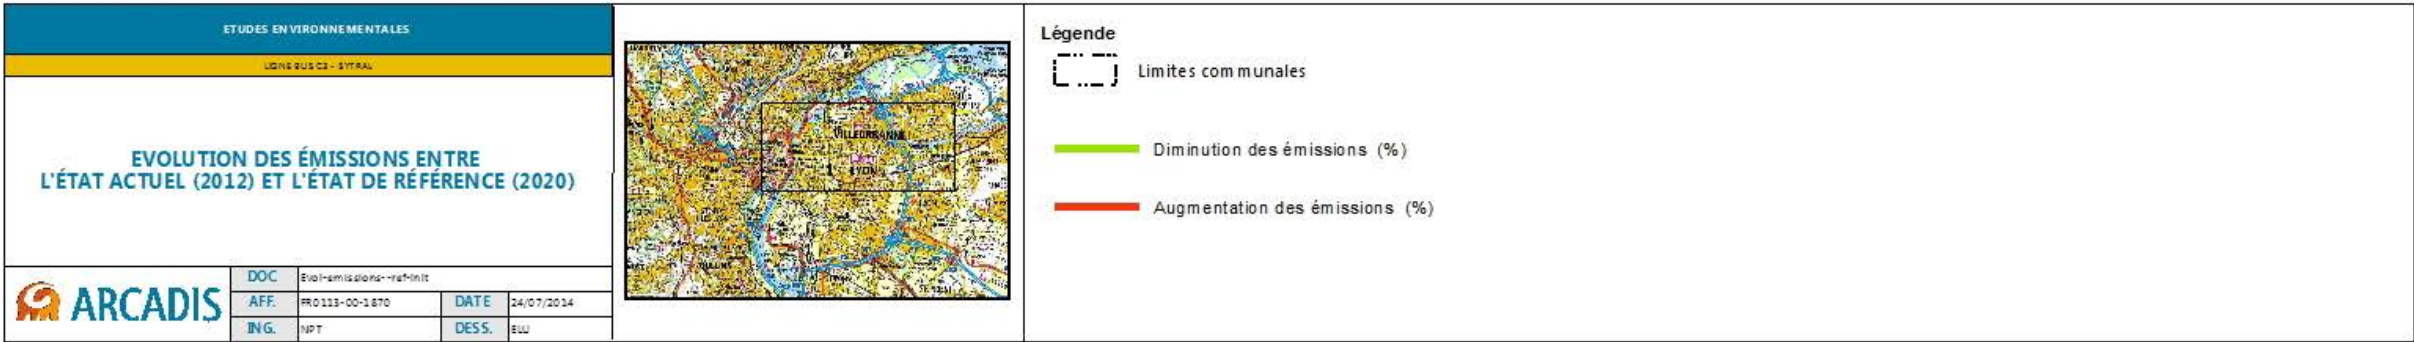 ETUDES ENVIRONNEMENTALES
LIGNE BUS C3 - SYTRAL
EVOLUTION DES ÉMISSIONS ENTRE
L'ÉTAT ACTUEL (2012) ET L'ÉTAT DE RÉFÉRENCE (2020)
ARCADIS
DOC Evol-emissions--ref-init
AFF. FR0113-00-1870 DATE 24/07/2014
ING. NPT DESS. ELU
VILLEURBANNE
LYON
Légende
Limites communales
Diminution des émissions (%)
Augmentation des émissions (%)